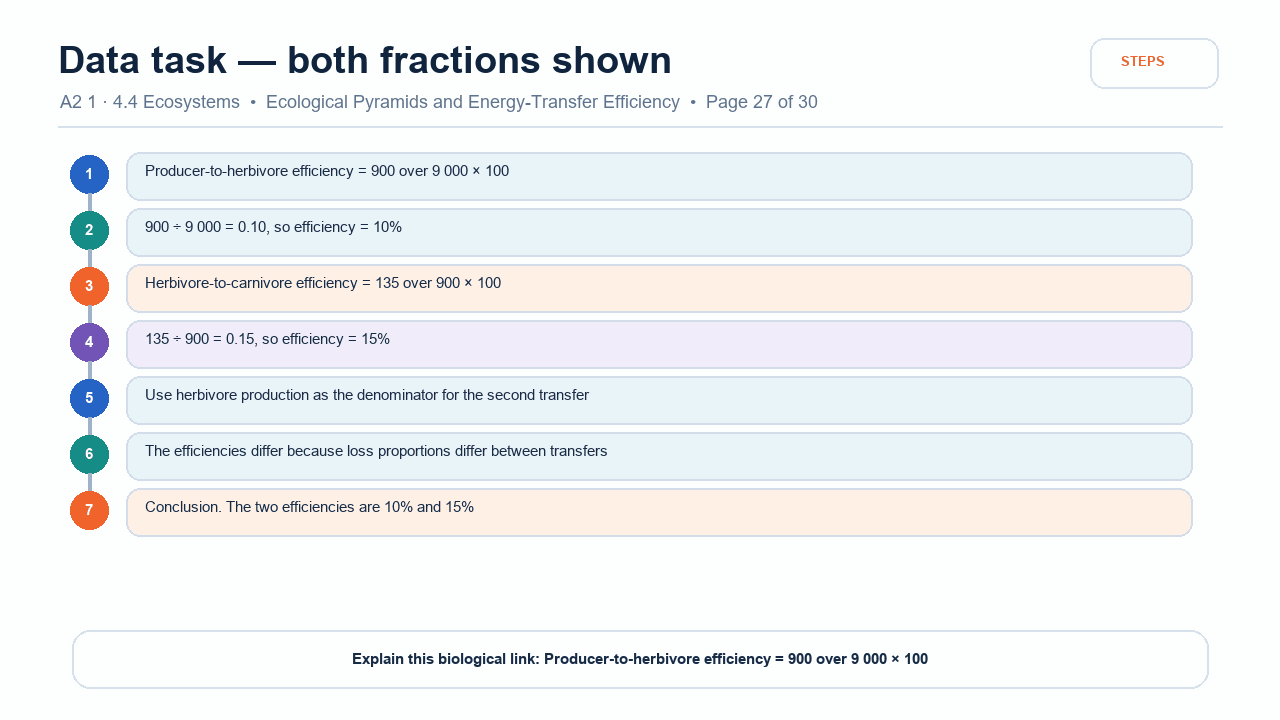 Data task — both fractions shown
STEPS
A2 1 · 4.4 Ecosystems • Ecological Pyramids and Energy-Transfer Efficiency • Page 27 of 30
1
Producer-to-herbivore efficiency = 900 over 9 000 × 100
2
900 ÷ 9 000 = 0.10, so efficiency = 10%
3
Herbivore-to-carnivore efficiency = 135 over 900 × 100
4
135 ÷ 900 = 0.15, so efficiency = 15%
5
Use herbivore production as the denominator for the second transfer
6
The efficiencies differ because loss proportions differ between transfers
7
Conclusion. The two efficiencies are 10% and 15%
Explain this biological link: Producer-to-herbivore efficiency = 900 over 9 000 × 100